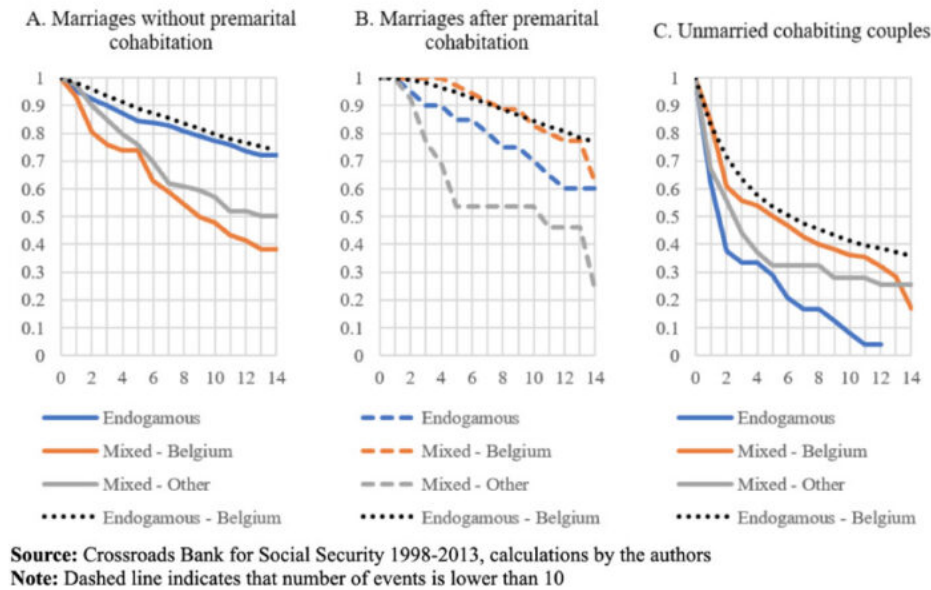 A. Marriages without premarital
cohabitation
B. Marriages after premarital
cohabitation
C. Unmarried cohabiting couples
1
0.9
0.8
0.7
0.6
0.5
0.4
0.3
0.2
0.1
0
0 2 4 6 8 10 12 14
Endogamous
Mixed - Belgium
Mixed - Other
Endogamous - Belgium
1
0.9
0.8
0.7
0.6
0.5
0.4
0.3
0.2
0.1
0
0 2 4 6 8 10 12 14
Endogamous
Mixed - Belgium
Mixed - Other
Endogamous - Belgium
1
0.9
0.8
0.7
0.6
0.5
0.4
0.3
0.2
0.1
0
0 2 4 6 8 10 12 14
Endogamous
Mixed - Belgium
Mixed - Other
Endogamous - Belgium
Source: Crossroads Bank for Social Security 1998-2013, calculations by the authors
Note: Dashed line indicates that number of events is lower than 10